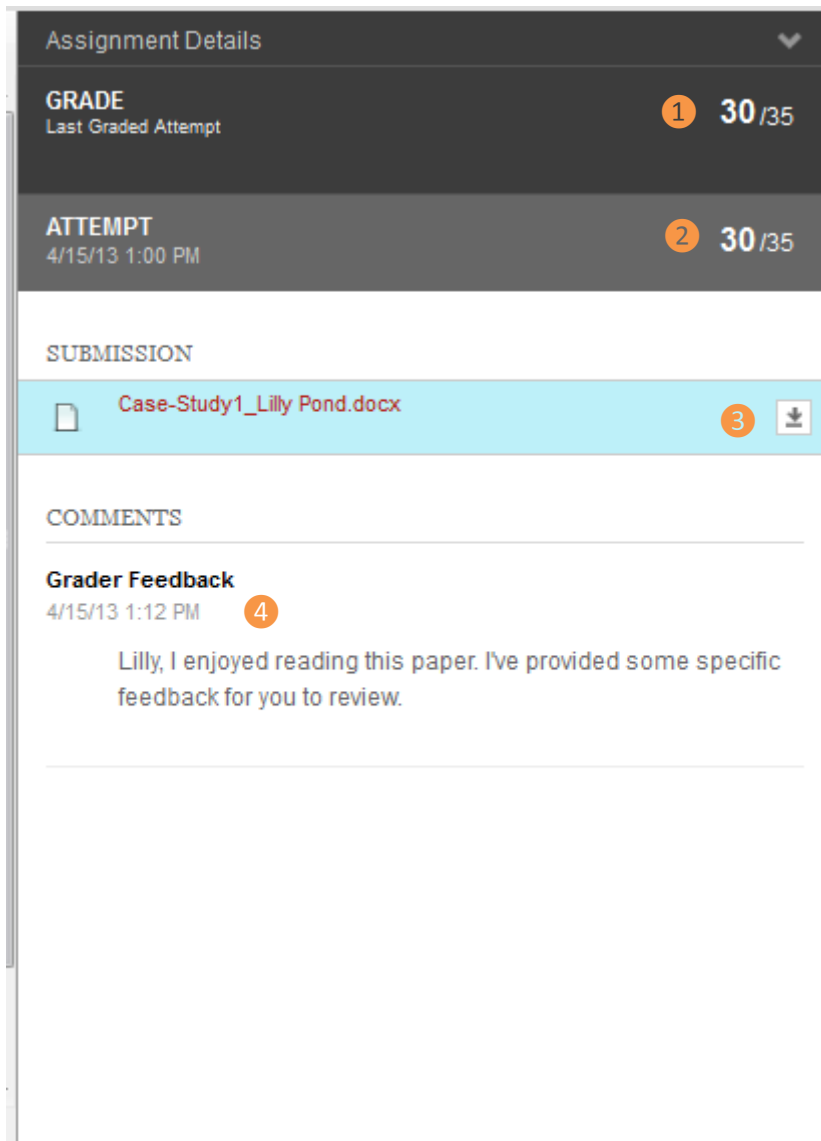 Assignment Details
GRADE
Last Graded Attempt
1 30/35
ATTEMPT
4/15/13 1:00 PM
2 30/35
SUBMISSION
Case-Study1_Lilly Pond.docx
3
COMMENTS
Grader Feedback
4/15/13 1:12 PM 4
Lilly, I enjoyed reading this paper. I've provided some specific
feedback for you to review.